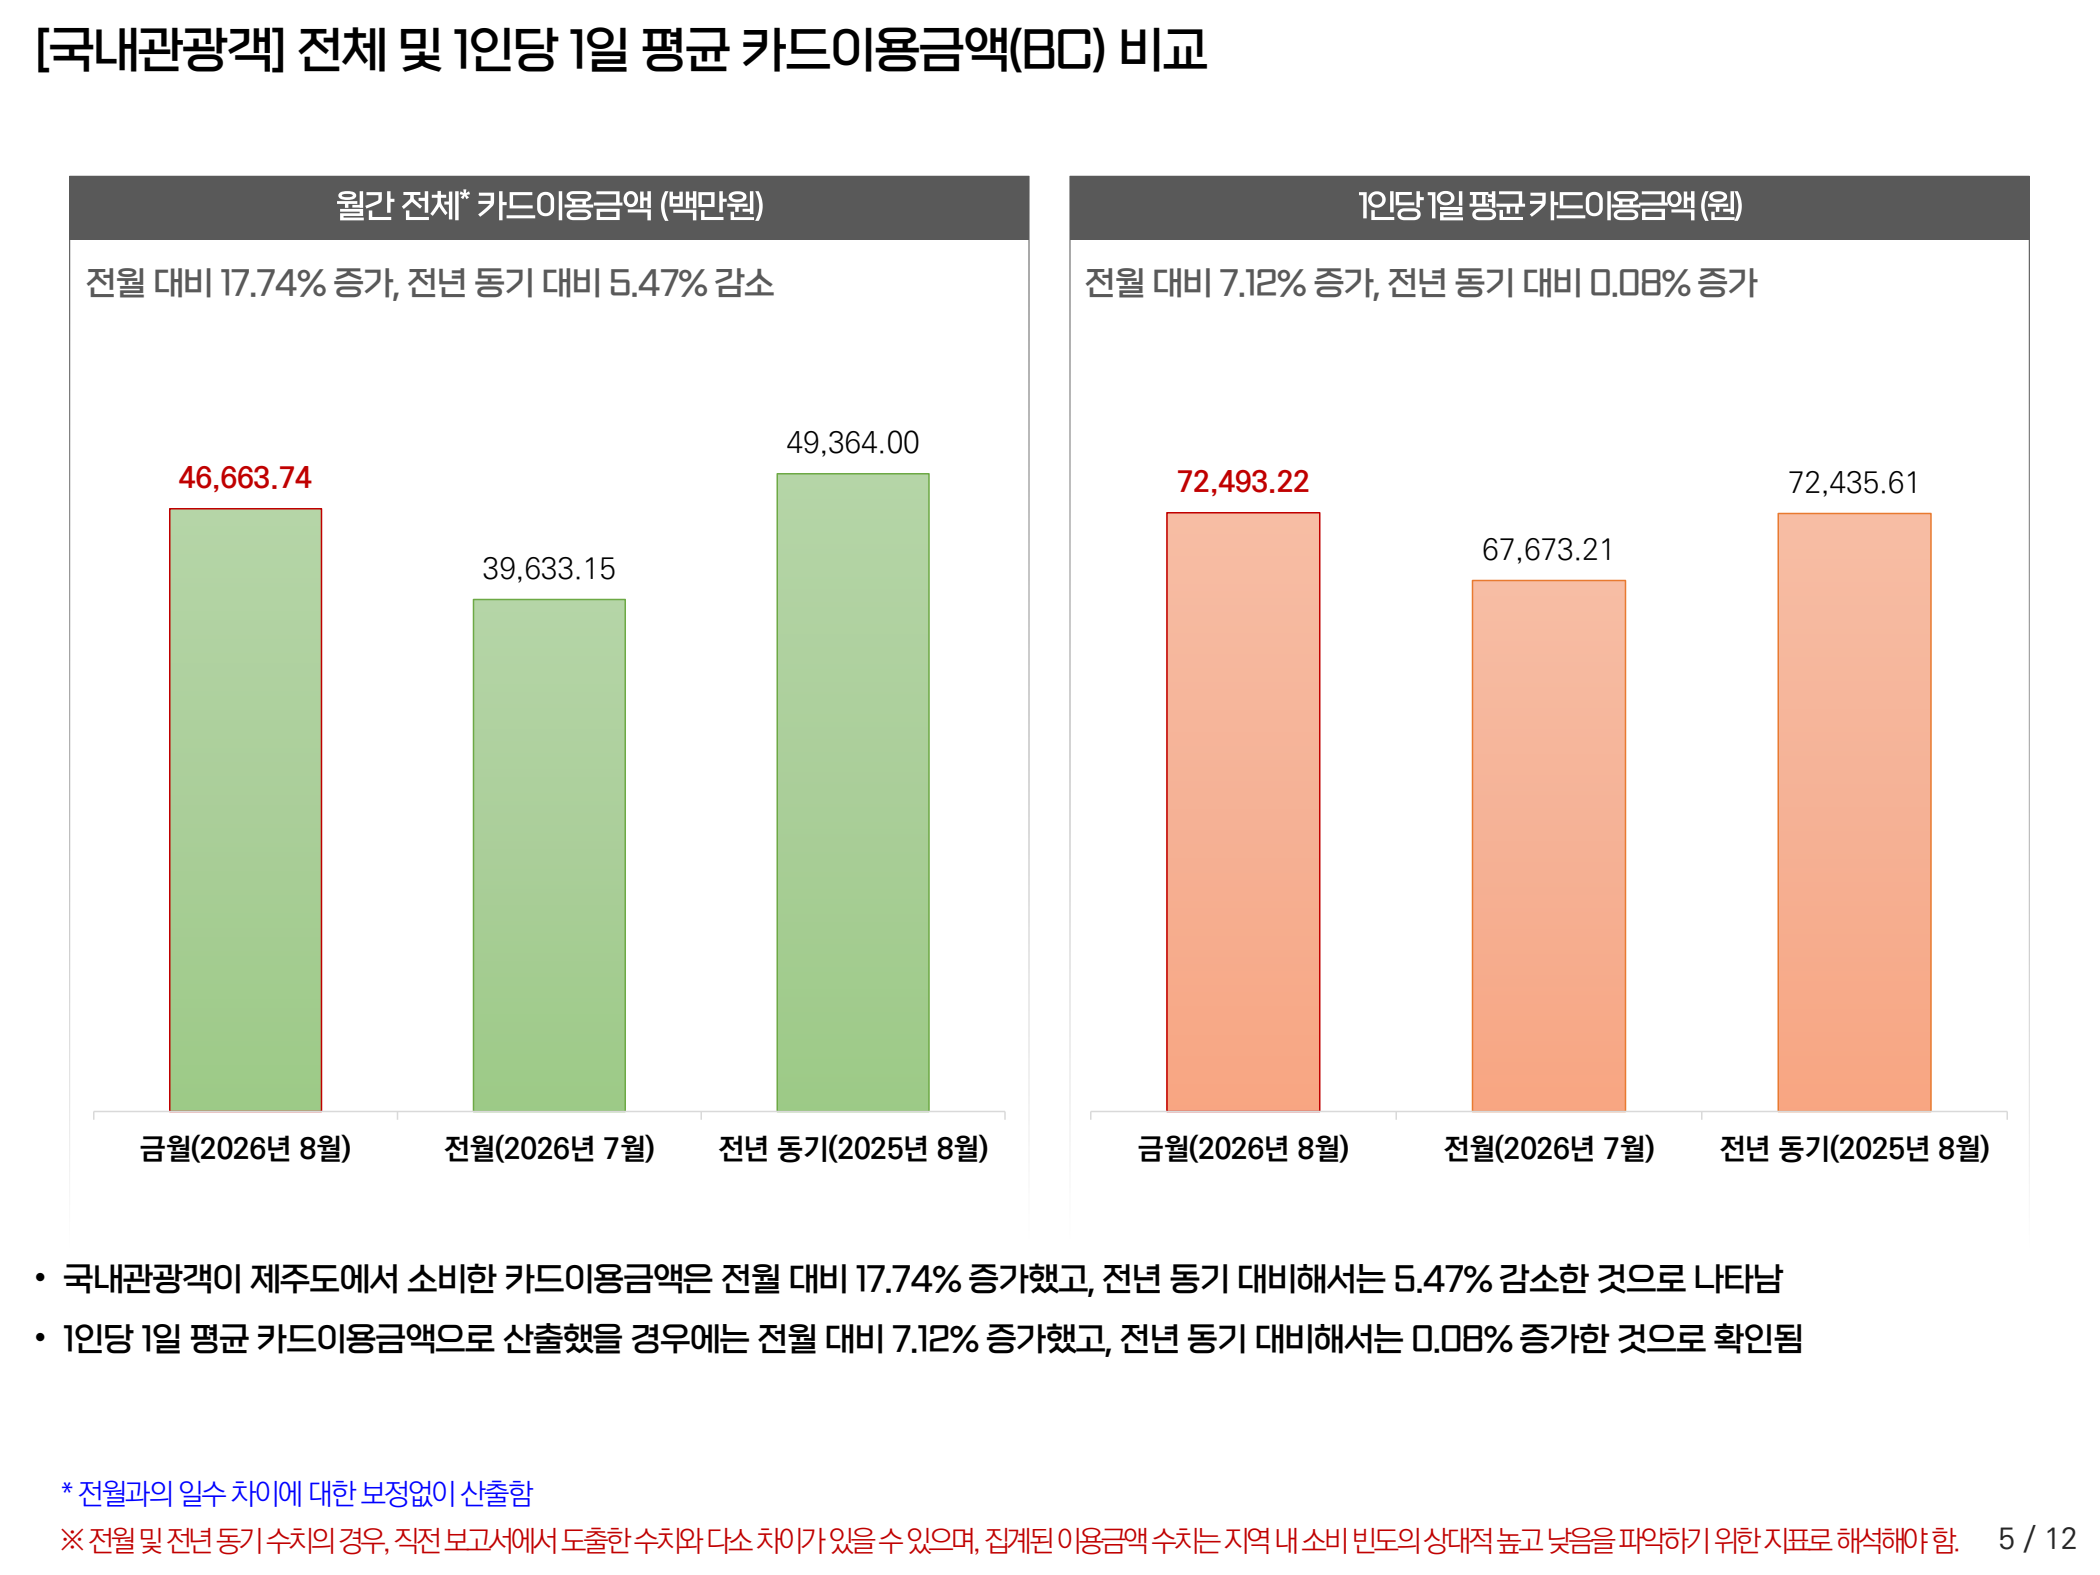 [국내관광객] 전체 및 1인당 1일 평균 카드이용금액(BC) 비교
월간 전체* 카드이용금액 (백만원)
전월 대비 17.74% 증가, 전년 동기 대비 5.47% 감소
46,663.74
39,633.15
49,364.00
금월(2026년 8월)
전월(2026년 7월)
전년 동기(2025년 8월)
1인당 1일 평균 카드이용금액 (원)
전월 대비 7.12% 증가, 전년 동기 대비 0.08% 증가
72,493.22
67,673.21
72,435.61
금월(2026년 8월)
전월(2026년 7월)
전년 동기(2025년 8월)
• 국내관광객이 제주도에서 소비한 카드이용금액은 전월 대비 17.74% 증가했고, 전년 동기 대비해서는 5.47% 감소한 것으로 나타남
• 1인당 1일 평균 카드이용금액으로 산출했을 경우에는 전월 대비 7.12% 증가했고, 전년 동기 대비해서는 0.08% 증가한 것으로 확인됨
* 전월과의 일수 차이에 대한 보정없이 산출함
※ 전월 및 전년 동기 수치의 경우, 직전 보고서에서 도출한 수치와 다소 차이가 있을 수 있으며, 집계된 이용금액 수치는 지역 내 소비 빈도의 상대적 높고 낮음을 파악하기 위한 지표로 해석해야 함.
5 / 12